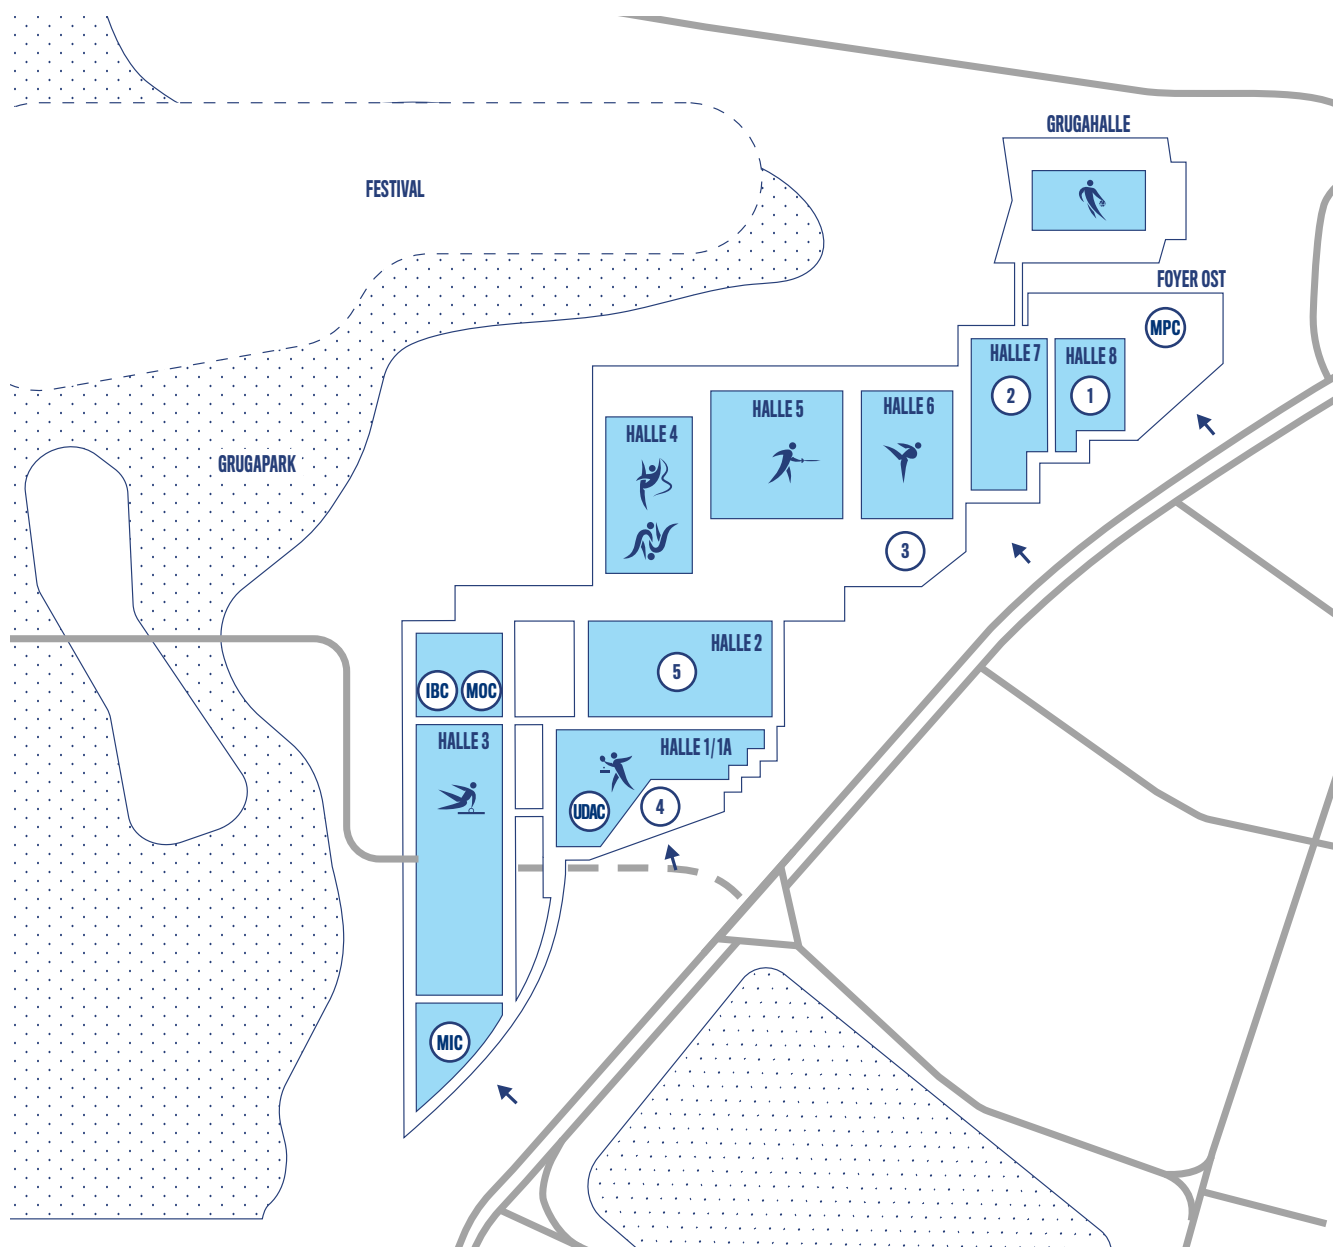 GRUGAHALLE
FESTIVAL
FOYER OST
MPC
HALLE 7
HALLE 8
2
1
HALLE 5
HALLE 6
HALLE 4
GRUGAPARK
3
HALLE 2
5
IBC
MOC
HALLE 3
HALLE 1/1A
UDAC
4
MIC